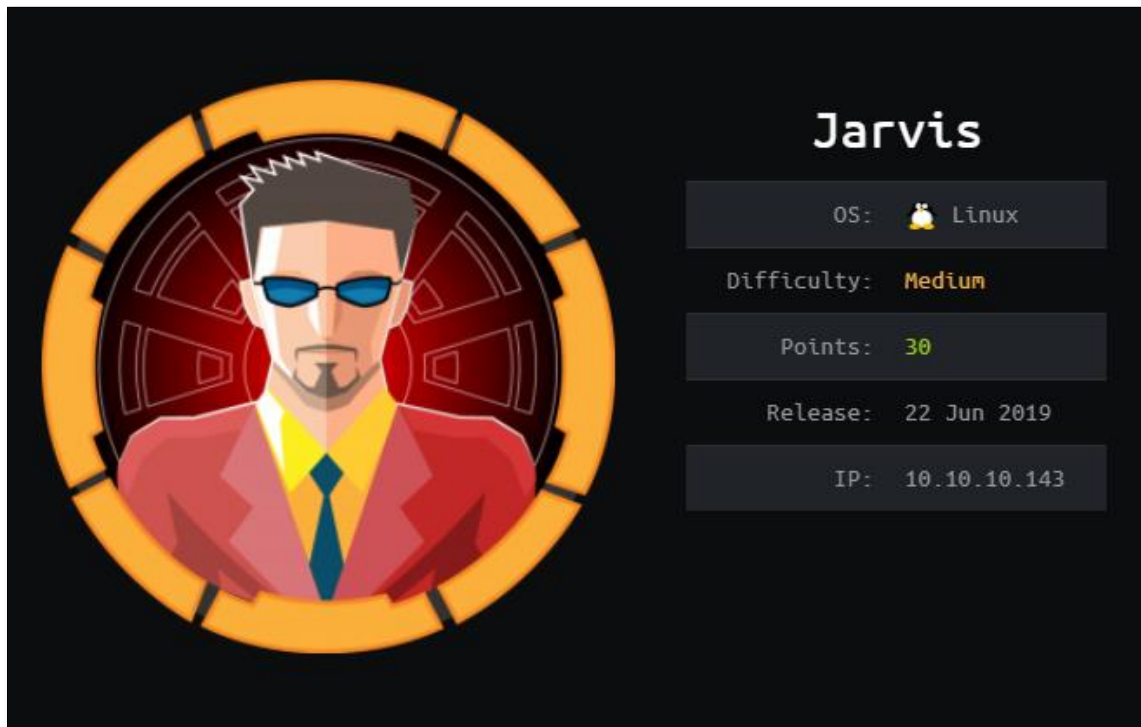 Jarvis
OS: Linux
Difficulty: Medium
Points: 30
Release: 22 Jun 2019
IP: 10.10.10.143